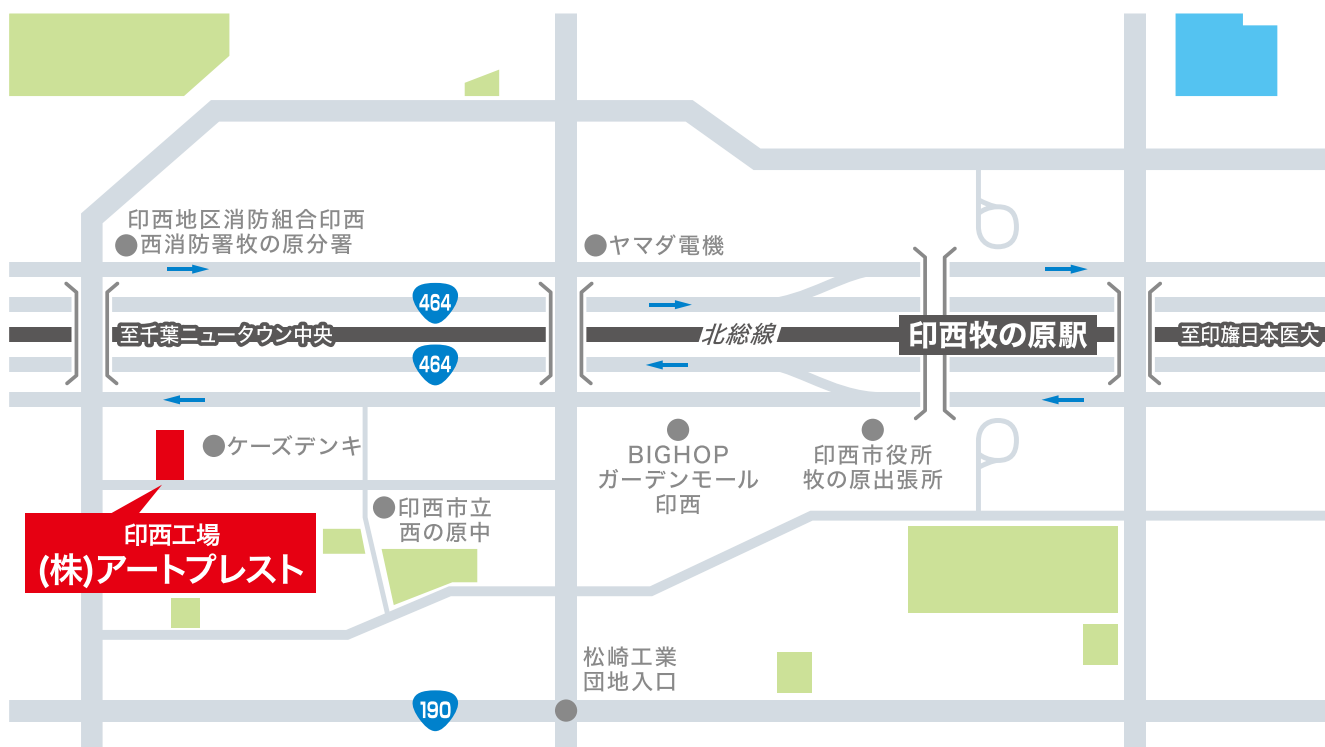 印西地区消防組合印西
西消防署牧の原分署
ヤマダ電機
464
至千葉ニュータウン中央
北総線
印西牧の原駅
至印旛日本医大
464
ケーズデンキ
BIGHOP
ガーデンモール
印西
印西市役所
牧の原出張所
印西市立
西の原中
印西工場
(株)アートプレスト
松崎工業
団地入口
190